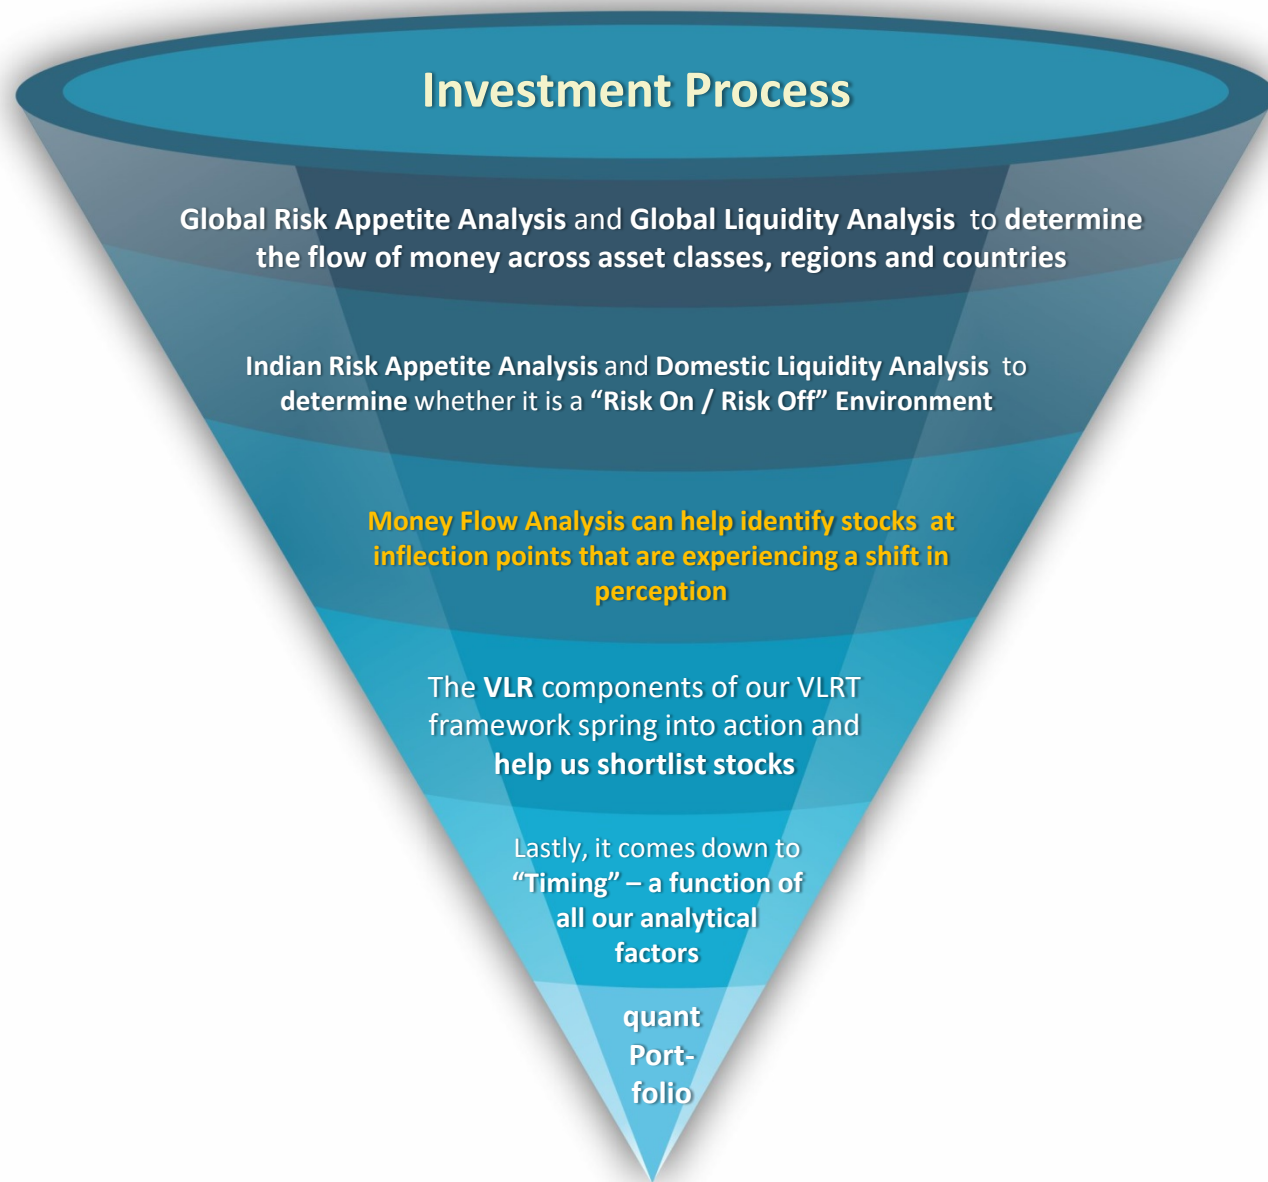 Investment Process
Global Risk Appetite Analysis and Global Liquidity Analysis to determine
the flow of money across asset classes, regions and countries
Indian Risk Appetite Analysis and Domestic Liquidity Analysis to
determine whether it is a “Risk On / Risk Off” Environment
Money Flow Analysis can help identify stocks at
inflection points that are experiencing a shift in
perception
The VLR components of our VLRT
framework spring into action and
help us shortlist stocks
Lastly, it comes down to
“Timing” – a function of
all our analytical
factors
quant
Port-
folio